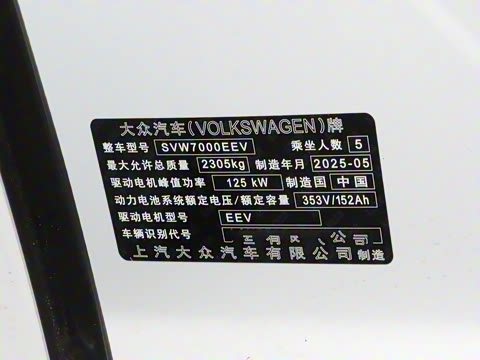 大众汽车(VOLKSWAGEN)牌
整车型号 SVW7000EEV 乘坐人数 5
最大允许总质量 2305kg 制造年月 2025-05
驱动电机峰值功率 125 kW 制造国 中国
动力电池系统额定电压/额定容量 353V/152Ah
驱动电机型号 EEV
车辆识别代号 公司
上汽大众汽车有限公司 制造